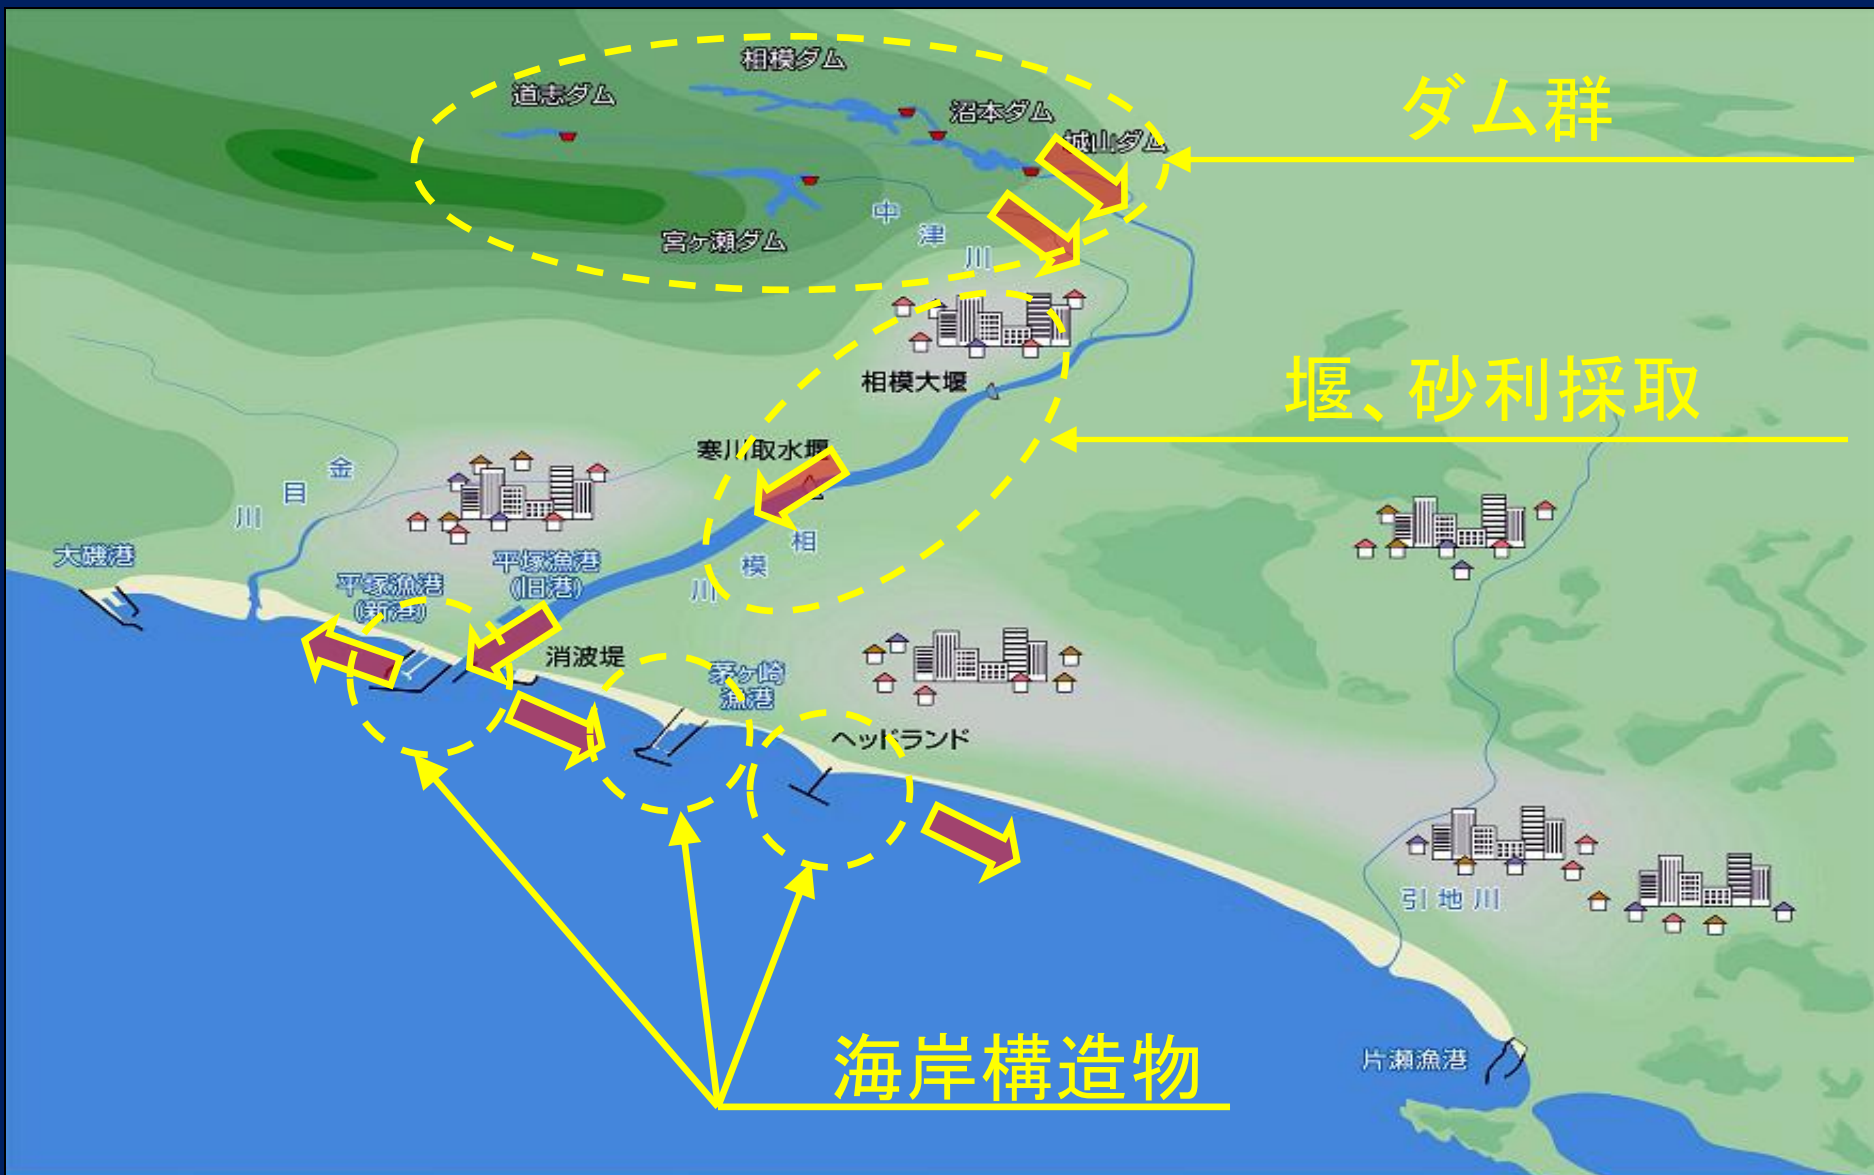 相模ダム
道志ダム
沼本ダム
城山ダム
ダム群
宮ヶ瀬ダム
中津川
相模大堰
堰、砂利採取
寒川取水堰
金目川
相模川
大磯港
平塚漁港
(新港)
平塚漁港
(旧港)
消波堤
茅ヶ崎
漁港
ヘッドランド
引地川
海岸構造物
片瀬漁港